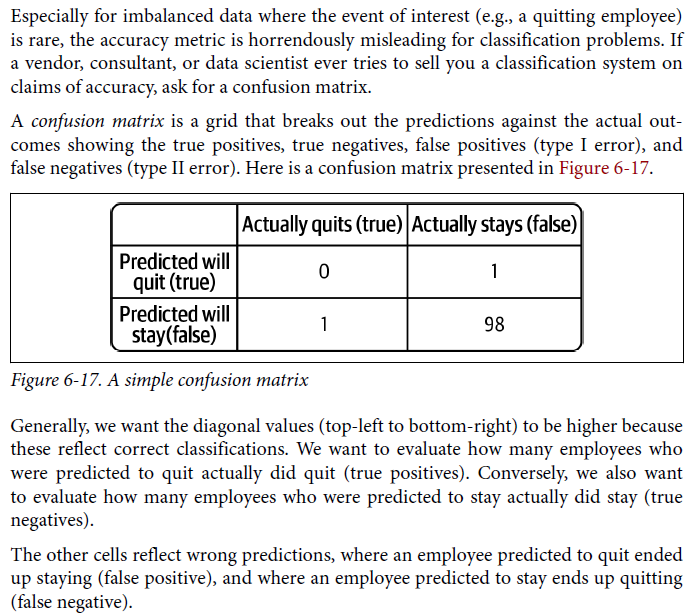 Especially for imbalanced data where the event of interest (e.g., a quitting employee)
is rare, the accuracy metric is horrendously misleading for classification problems. If
a vendor, consultant, or data scientist ever tries to sell you a classification system on
claims of accuracy, ask for a confusion matrix.
A confusion matrix is a grid that breaks out the predictions against the actual out-
comes showing the true positives, true negatives, false positives (type I error), and
false negatives (type II error). Here is a confusion matrix presented in Figure 6-17.
Actually quits (true) Actually stays (false)
Predicted will
quit (true) 0 1
Predicted will
stay(false) 1 98
Figure 6-17. A simple confusion matrix
Generally, we want the diagonal values (top-left to bottom-right) to be higher because
these reflect correct classifications. We want to evaluate how many employees who
were predicted to quit actually did quit (true positives). Conversely, we also want
to evaluate how many employees who were predicted to stay actually did stay (true
negatives).
The other cells reflect wrong predictions, where an employee predicted to quit ended
up staying (false positive), and where an employee predicted to stay ends up quitting
(false negative).